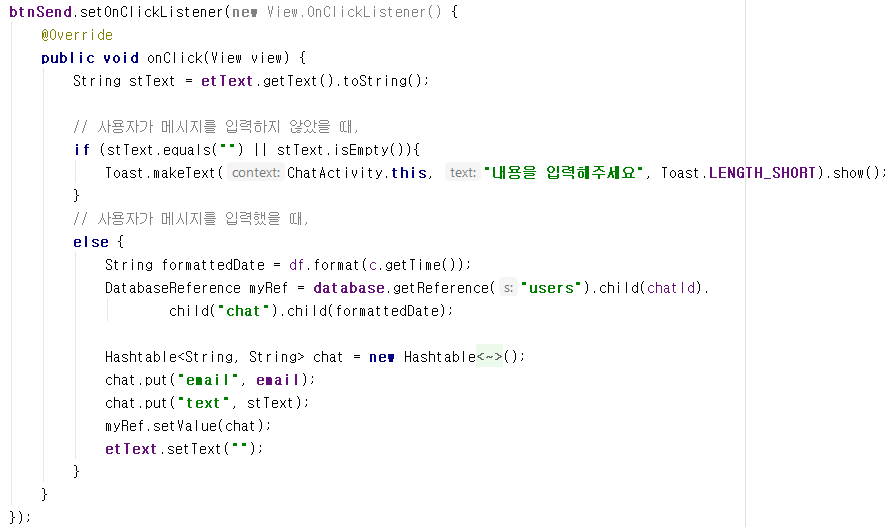 btnSend.setOnClickListener(new View.OnClickListener() {
@Override
public void onClick(View view) {
String stText = etText.getText().toString();
// 사용자가 메시지를 입력하지 않았을 때,
if (stText.equals("") || stText.isEmpty()){
Toast.makeText( context: ChatActivity.this, text: "내용을 입력해주세요", Toast.LENGTH_SHORT).show();
}
// 사용자가 메시지를 입력했을 때,
else {
String formattedDate = df.format(c.getTime());
DatabaseReference myRef = database.getReference( s: "users").child(chatId).
child("chat").child(formattedDate);
Hashtable<String, String> chat = new Hashtable<~>();
chat.put("email", email);
chat.put("text", stText);
myRef.setValue(chat);
etText.setText("");
}
}
});